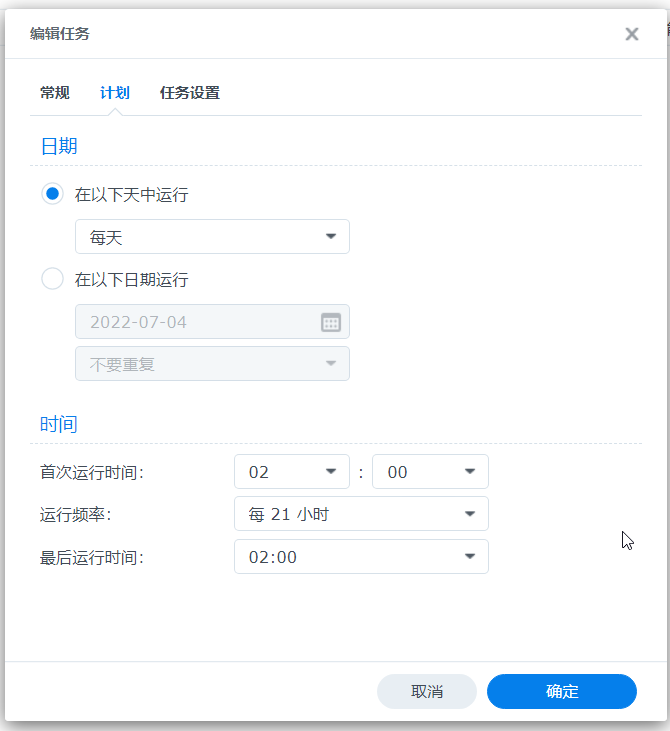 编辑任务
常规 计划 任务设置
日期
在以下天中运行
每天
在以下日期运行
2022-07-04
不要重复
时间
首次运行时间: 02 : 00
运行频率: 每 21 小时
最后运行时间: 02:00
取消 确定